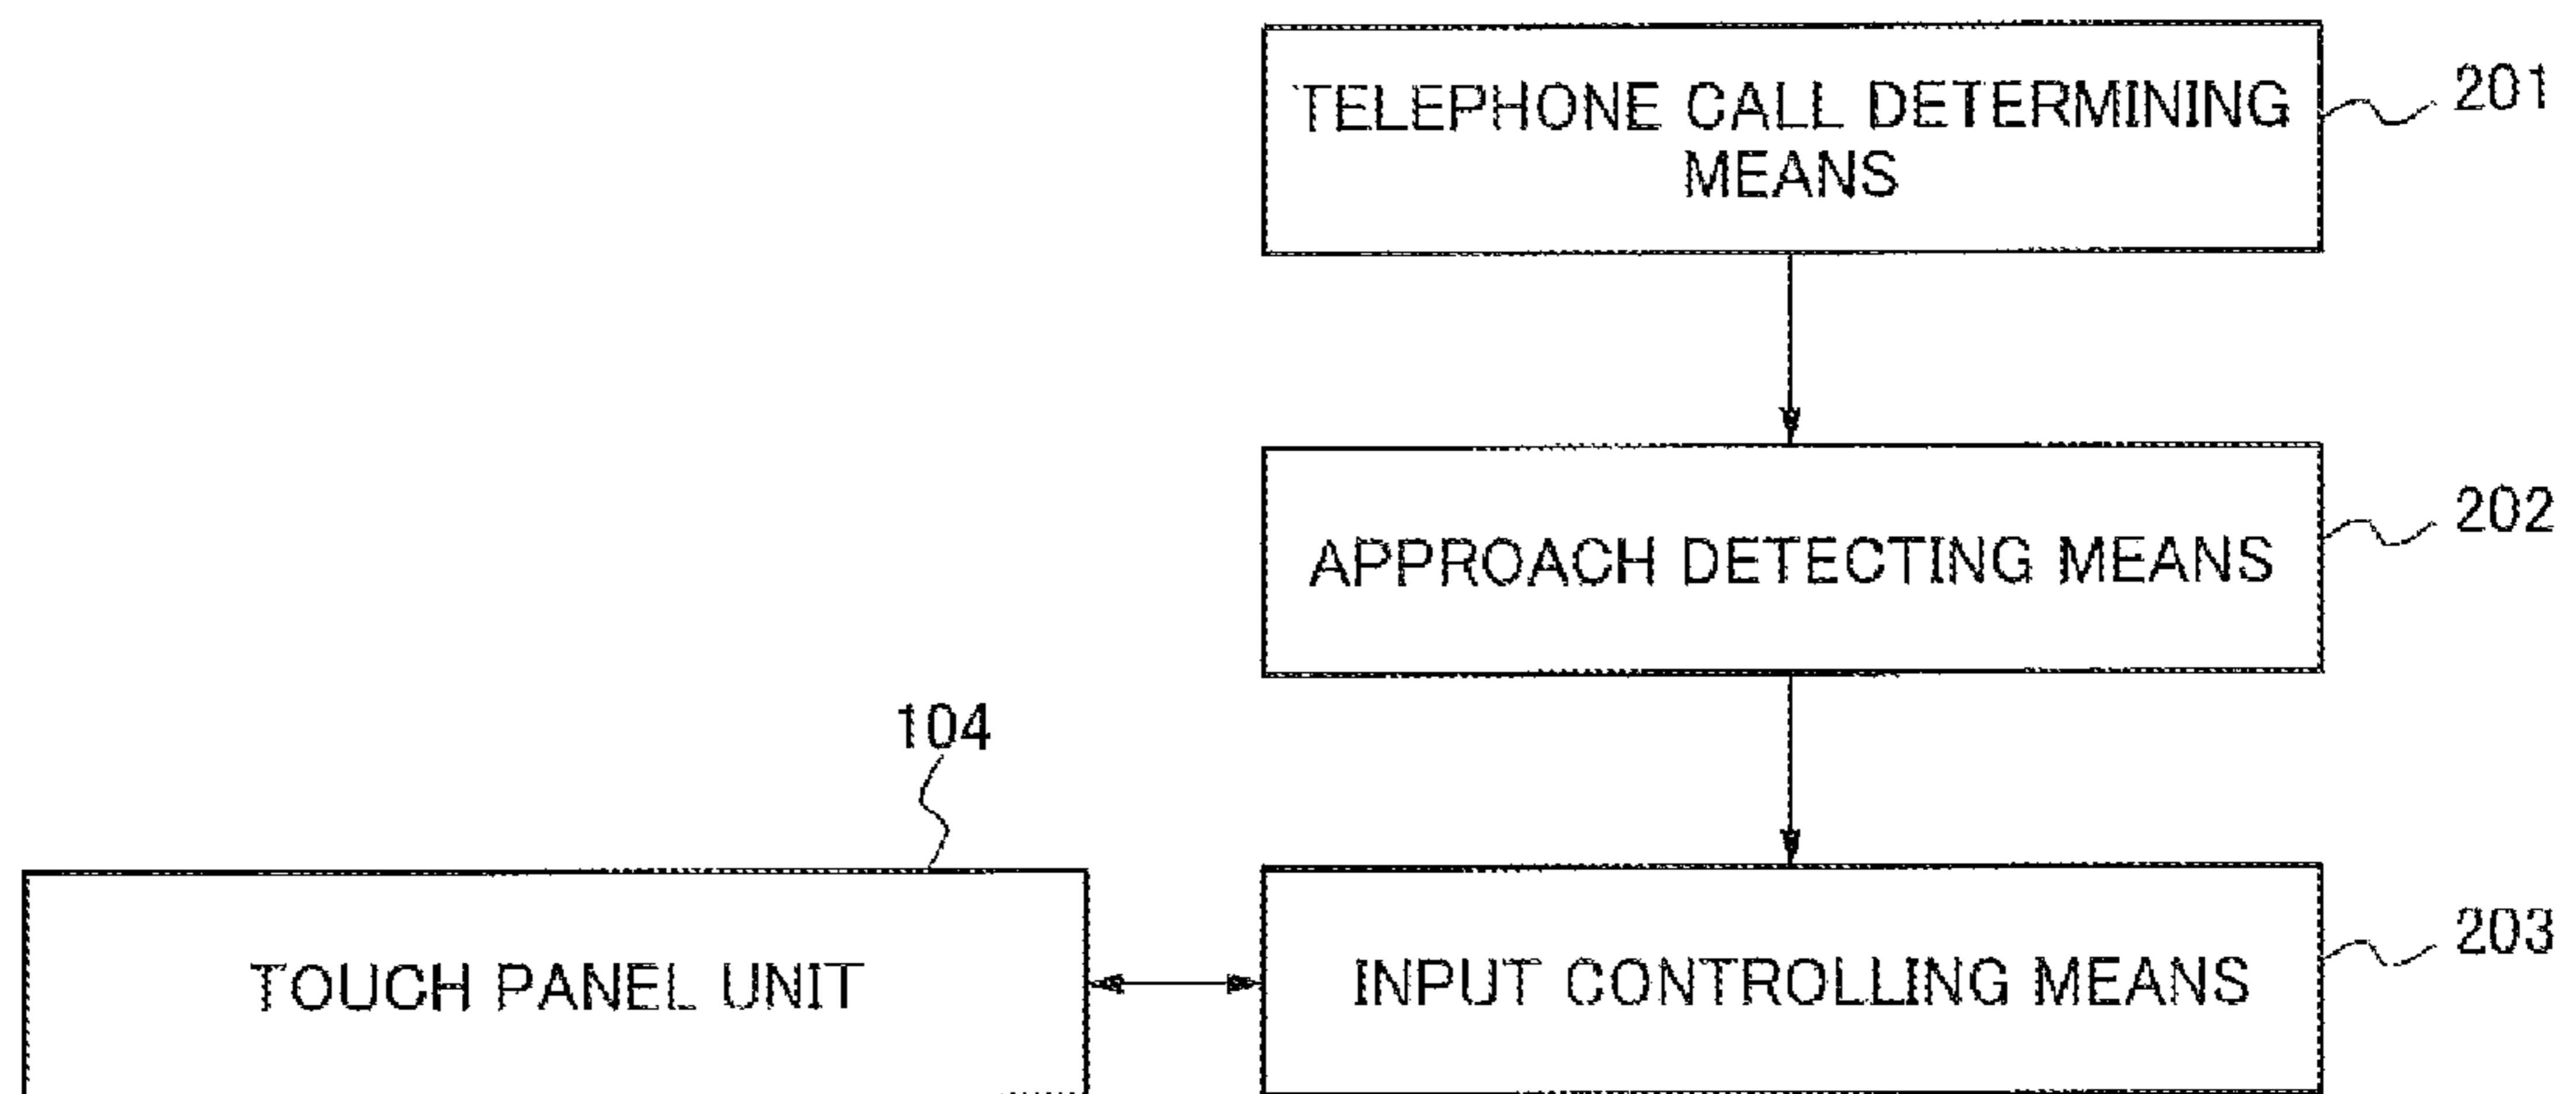 TELEPHONE CALL DETERMINING
MEANS
201
APPROACH DETECTING MEANS
202
104
TOUCH PANEL UNIT
INPUT CONTROLLING MEANS
203